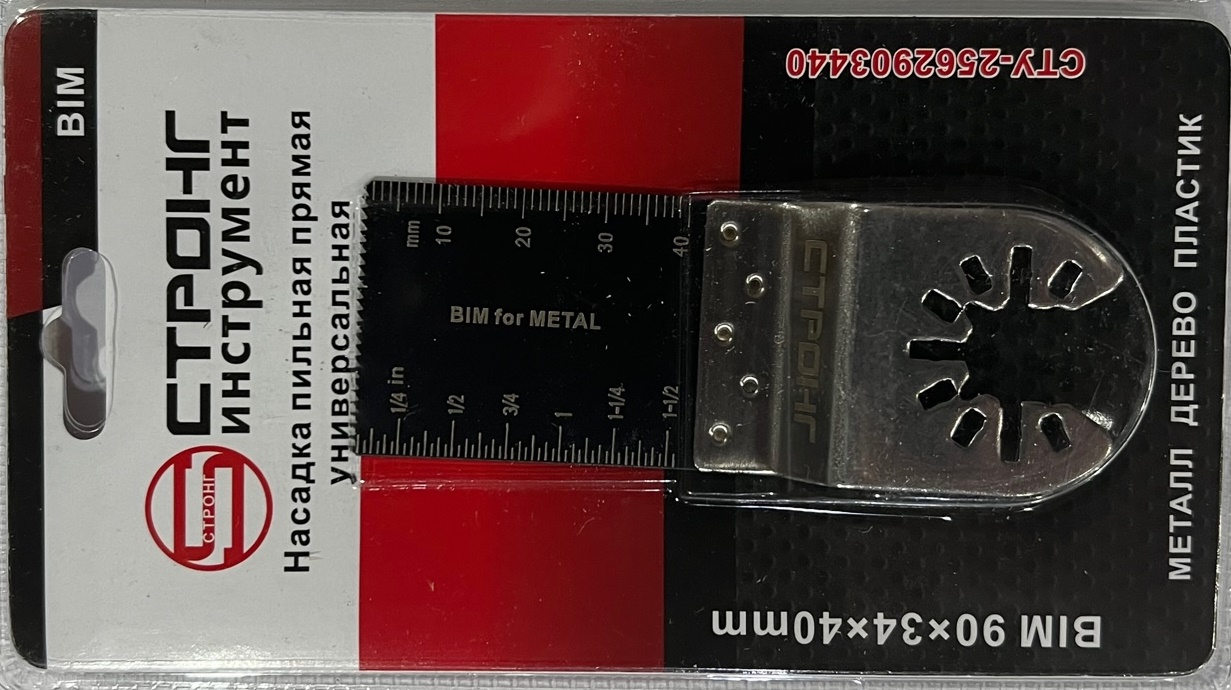 BIM
СТРОНГ
инструмент
СТРОНГ
Насадка пильная прямая
универсальная
mm 10 20 30 40
BIM for METAL
1/4 in 1/2 3/4 1 1-1/4 1-1/2
СТРОНГ
СТУ-2562903440
BIM 90×34×40mm
МЕТАЛЛ ДЕРЕВО ПЛАСТИК